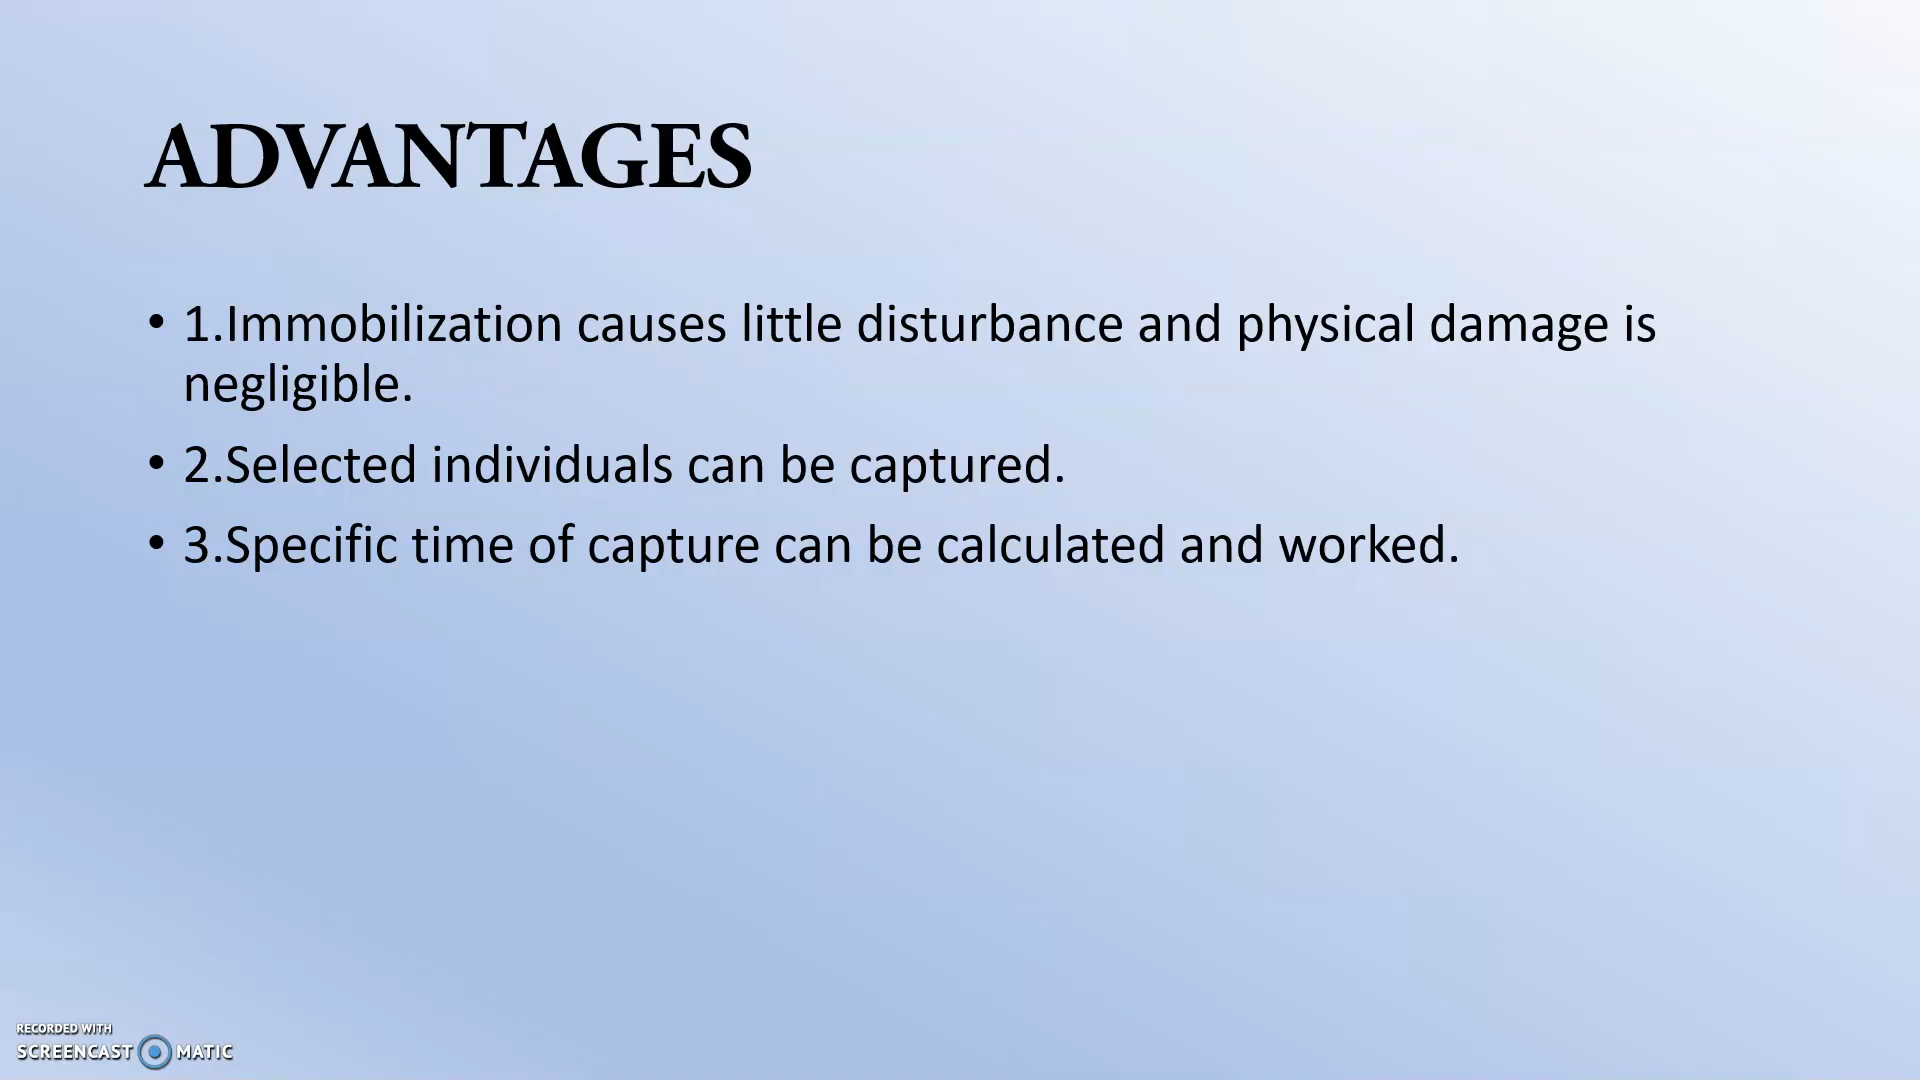 ADVANTAGES
• 1.Immobilization causes little disturbance and physical damage is
negligible.
• 2.Selected individuals can be captured.
• 3.Specific time of capture can be calculated and worked.
RECORDED WITH
SCREENCAST MATIC